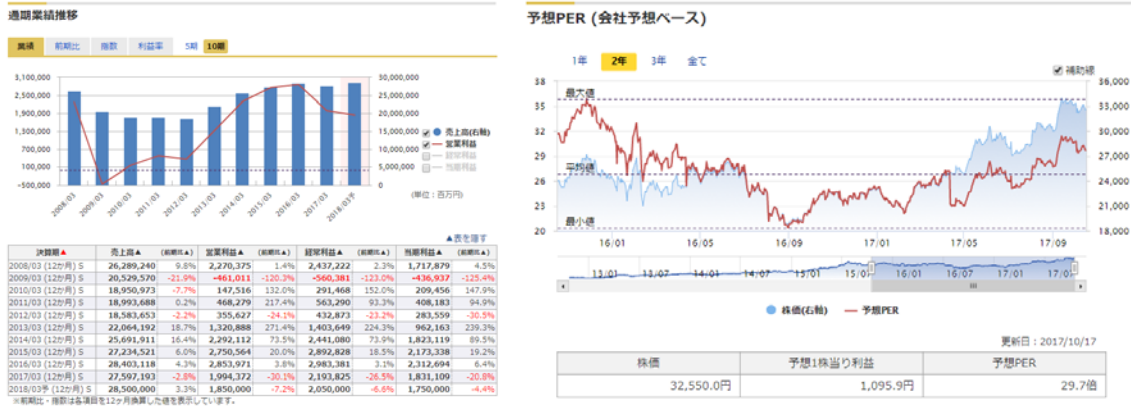 通期業績推移
業績 前期比 指数 利益率 5期 10期
3,100,000
2,500,000
1,900,000
1,300,000
700,000
100,000
-500,000
30,000,000
25,000,000
20,000,000
15,000,000
10,000,000
5,000,000
0
売上高(右軸)
営業利益
経常利益
当期利益
(単位：百万円)
2008/03 2009/03 2010/03 2011/03 2012/03 2013/03 2014/03 2015/03 2016/03 2017/03 2018/03予
▲表を隠す
決算期▲ 売上高▲ (前期比▲) 営業利益▲ (前期比▲) 経常利益▲ (前期比▲) 当期利益▲ (前期比▲)
2008/03 (12か月) S 26,289,240 9.8% 2,270,375 1.4% 2,437,222 2.3% 1,717,879 4.5%
2009/03 (12か月) S 20,529,570 -21.9% -461,011 -120.3% -560,381 -123.0% -436,937 -125.4%
2010/03 (12か月) S 18,950,973 -7.7% 147,516 132.0% 291,468 152.0% 209,456 147.9%
2011/03 (12か月) S 18,993,688 0.2% 468,279 217.4% 563,290 93.3% 408,183 94.9%
2012/03 (12か月) S 18,583,653 -2.2% 355,627 -24.1% 432,873 -23.2% 283,559 -30.5%
2013/03 (12か月) S 22,064,192 18.7% 1,320,888 271.4% 1,403,649 224.3% 962,163 239.3%
2014/03 (12か月) S 25,691,911 16.4% 2,292,112 73.5% 2,441,080 73.9% 1,823,119 89.5%
2015/03 (12か月) S 27,234,521 6.0% 2,750,564 20.0% 2,892,828 18.5% 2,173,338 19.2%
2016/03 (12か月) S 28,403,118 4.3% 2,853,971 3.8% 2,983,381 3.1% 2,312,694 6.4%
2017/03 (12か月) S 27,597,193 -2.8% 1,994,372 -30.1% 2,193,825 -26.5% 1,831,109 -20.8%
2018/03予 (12か月) S 28,500,000 3.3% 1,850,000 -7.2% 2,050,000 -6.6% 1,750,000 -4.4%
※前期比・指数は各項目を12ヶ月換算した値を表示しています。
予想PER (会社予想ベース)
1年 2年 3年 全て
補助線
38
35
32
29
26
23
20
最大値
平均値
最小値
36,000
33,000
30,000
27,000
24,000
21,000
18,000
16/01 16/05 16/09 17/01 17/05 17/09
13/01 13/07 14/01 14/07 15/01 15/07 16/01 16/07 17/01 17/07
株価(右軸) 予想PER
更新日：2017/10/17
株価 予想1株当り利益 予想PER
32,550.0円 1,095.9円 29.7倍